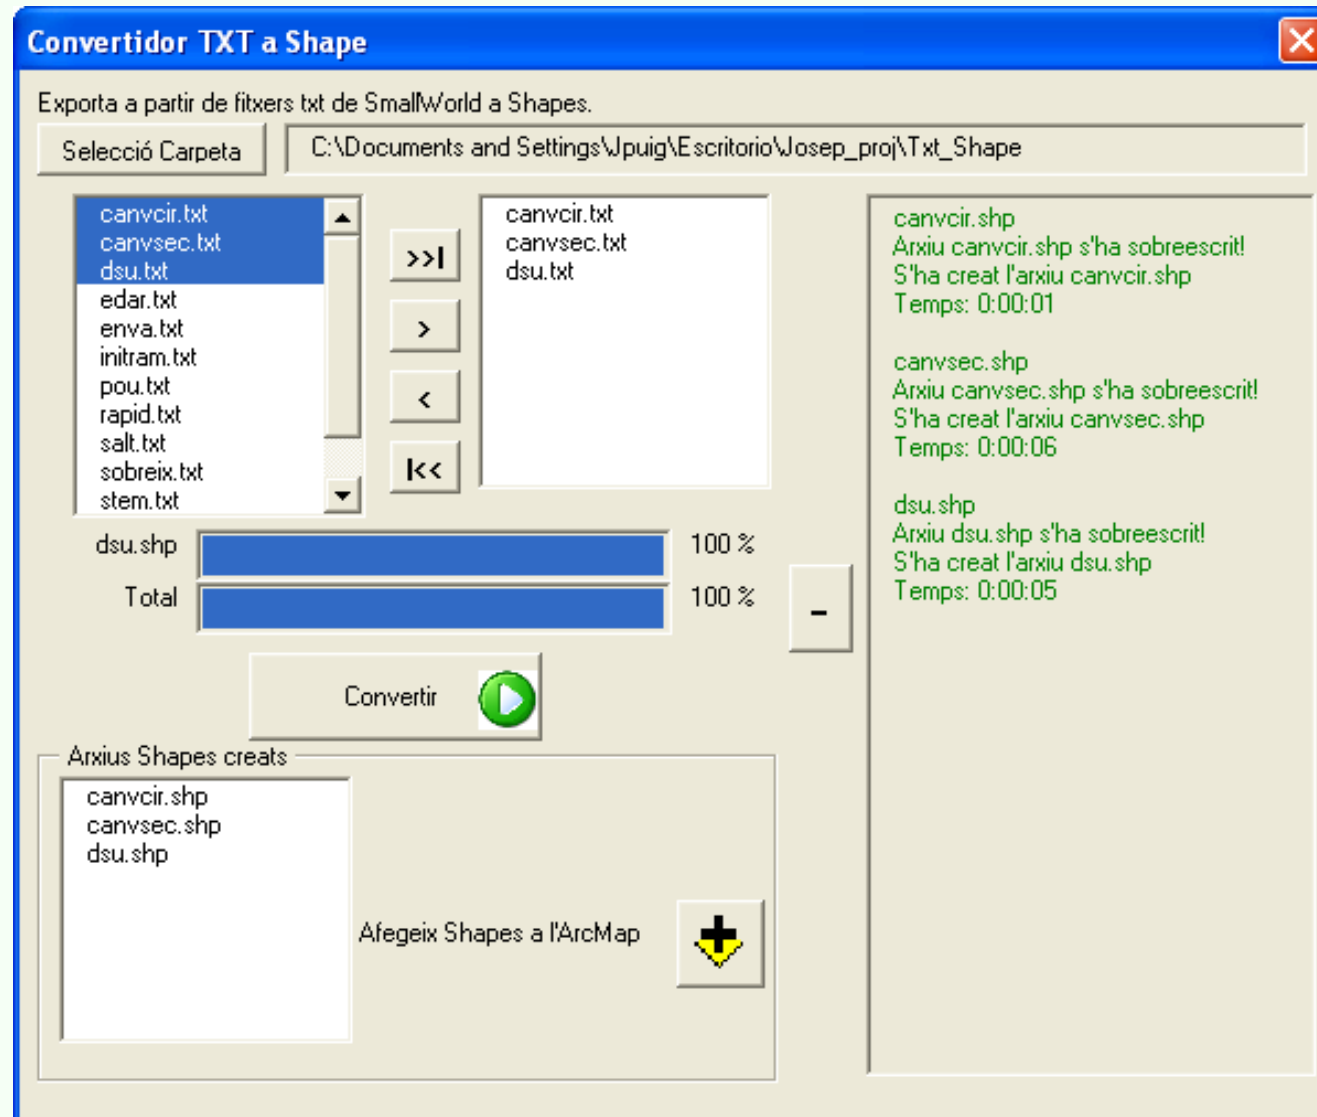 Convertidor TXT a Shape
Exporta a partir de fitxers txt de SmallWorld a Shapes.
Selecció Carpeta
C:\Documents and Settings\Jpuig\Escritorio\Josep_proj\Txt_Shape
canvcir.txt
canvsec.txt
dsu.txt
edar.txt
enva.txt
initram.txt
pou.txt
rapid.txt
salt.txt
sobreix.txt
stem.txt
>>|
>
<
|<<
canvcir.txt
canvsec.txt
dsu.txt
canvcir.shp
Arxiu canvcir.shp s'ha sobreescrit!
S'ha creat l'arxiu canvcir.shp
Temps: 0:00:01
canvsec.shp
Arxiu canvsec.shp s'ha sobreescrit!
S'ha creat l'arxiu canvsec.shp
Temps: 0:00:06
dsu.shp
Arxiu dsu.shp s'ha sobreescrit!
S'ha creat l'arxiu dsu.shp
Temps: 0:00:05
dsu.shp 100 %
Total 100 %
-
Convertir
Arxius Shapes creats
canvcir.shp
canvsec.shp
dsu.shp
Afegeix Shapes a l'ArcMap